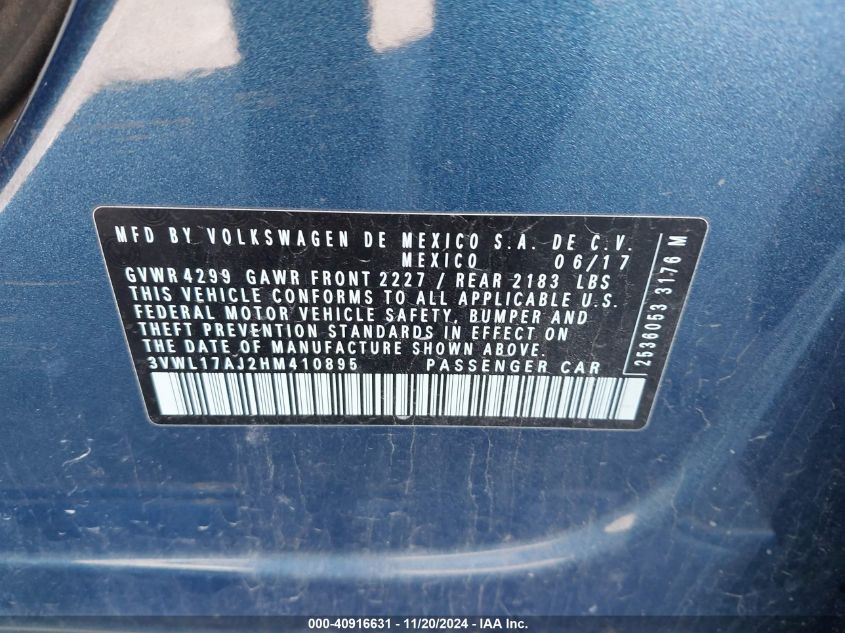 MFD BY VOLKSWAGEN DE MEXICO S.A. DE C.V.
MEXICO 06/17
GVWR 4299 GAWR FRONT 2227 / REAR 2183 LBS
THIS VEHICLE CONFORMS TO ALL APPLICABLE U.S.
FEDERAL MOTOR VEHICLE SAFETY, BUMPER AND
THEFT PREVENTION STANDARDS IN EFFECT ON
THE DATE OF MANUFACTURE SHOWN ABOVE.
3VWL17AJ2HM410895 PASSENGER CAR
2536053 3176 M
000-40916631 - 11/20/2024 - IAA Inc.